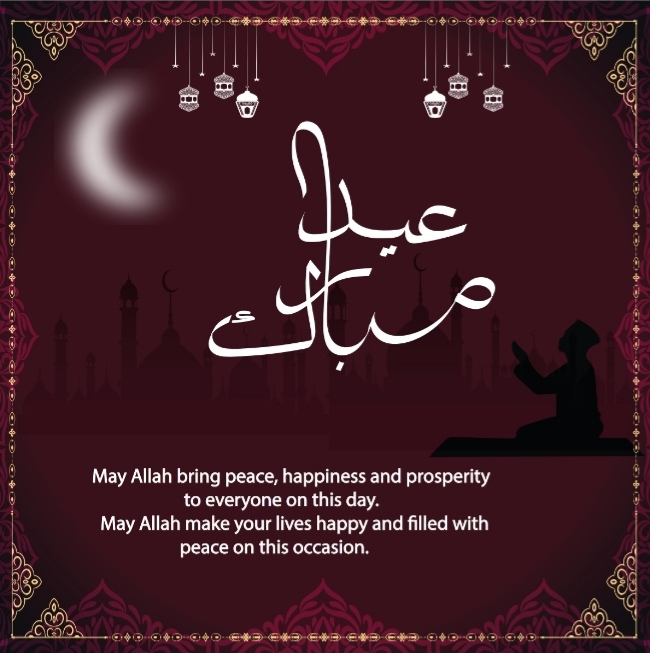 عيد
مبارك
May Allah bring peace, happiness and prosperity
to everyone on this day.
May Allah make your lives happy and filled with
peace on this occasion.